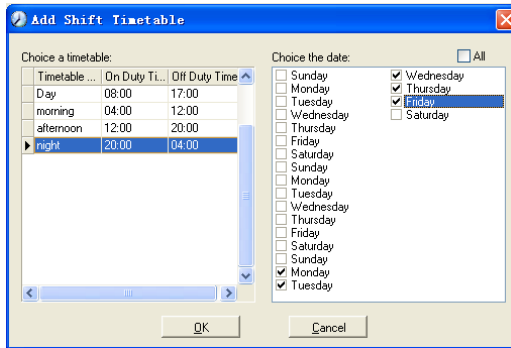 Add Shift Timetable
Choice a timetable:
Timetable ... On Duty Ti... Off Duty Time
Day 08:00 17:00
morning 04:00 12:00
afternoon 12:00 20:00
night 20:00 04:00
Choice the date: All
Sunday
Monday
Tuesday
Wednesday
Thursday
Friday
Saturday
Sunday
Monday
Tuesday
Wednesday
Thursday
Friday
Saturday
Sunday
Monday
Tuesday
Wednesday
Thursday
Friday
Saturday
OK Cancel